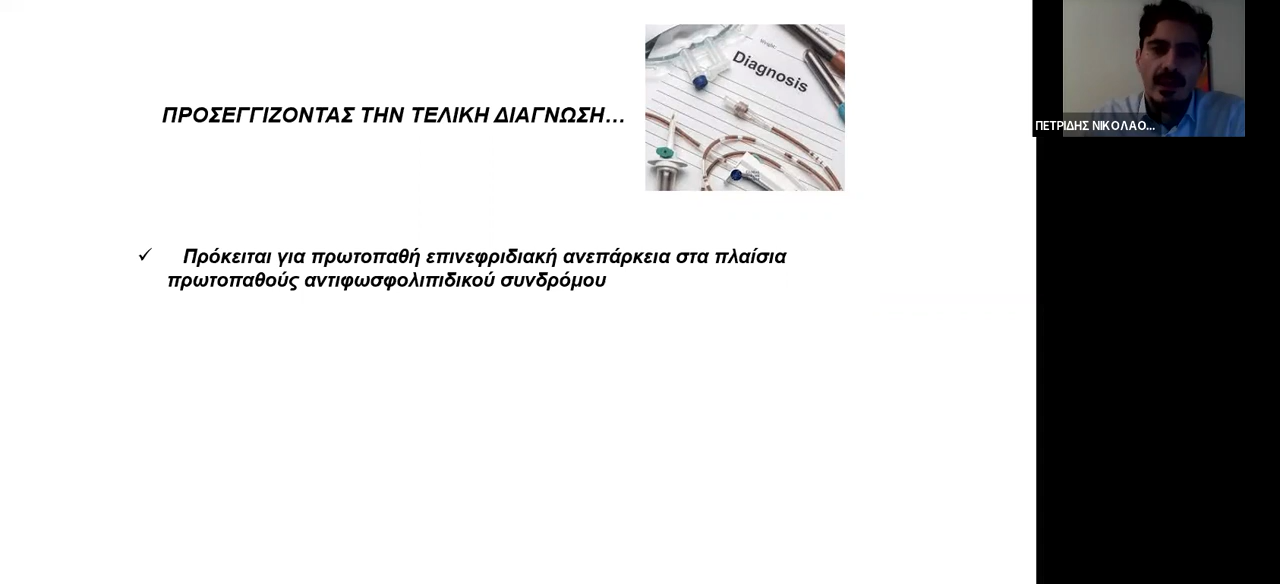 ΠΡΟΣΕΓΓΙΖΟΝΤΑΣ ΤΗΝ ΤΕΛΙΚΗ ΔΙΑΓΝΩΣΗ…
Diagnosis
ΠΕΤΡΙΔΗΣ ΝΙΚΟΛΑΟ...
✓ Πρόκειται για πρωτοπαθή επινεφριδιακή ανεπάρκεια στα πλαίσια
πρωτοπαθούς αντιφωσφολιπιδικού συνδρόμου